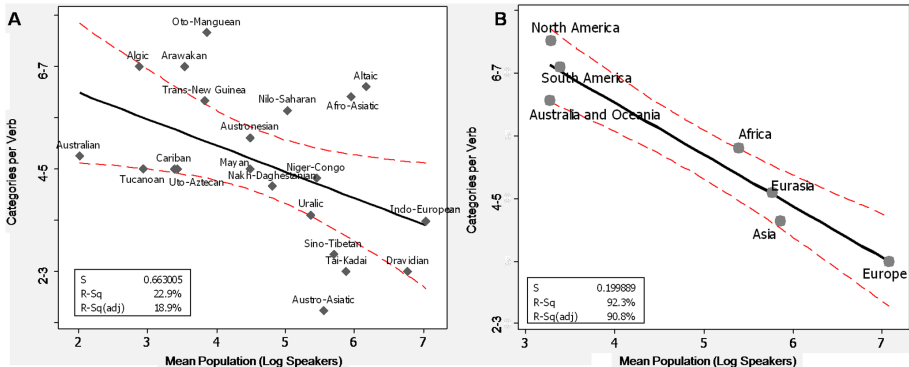 A
Categories per Verb
6-7
4-5
2-3
Oto-Manguean
Algic
Arawakan
Altaic
Trans-New Guinea
Nilo-Saharan
Afro-Asiatic
Austronesian
Australian
Cariban
Mayan
Niger-Congo
Tucanoan
Uto-Aztecan
Nakh-Daghestanian
Uralic
Indo-European
Sino-Tibetan
Tai-Kadai
Dravidian
Austro-Asiatic
S 0.663005
R-Sq 22.9%
R-Sq(adj) 18.9%
2 3 4 5 6 7
Mean Population (Log Speakers)
B
Categories per Verb
6-7
4-5
2-3
North America
South America
Australia and Oceania
Africa
Eurasia
Asia
Europe
S 0.199889
R-Sq 92.3%
R-Sq(adj) 90.8%
3 4 5 6 7
Mean Population (Log Speakers)